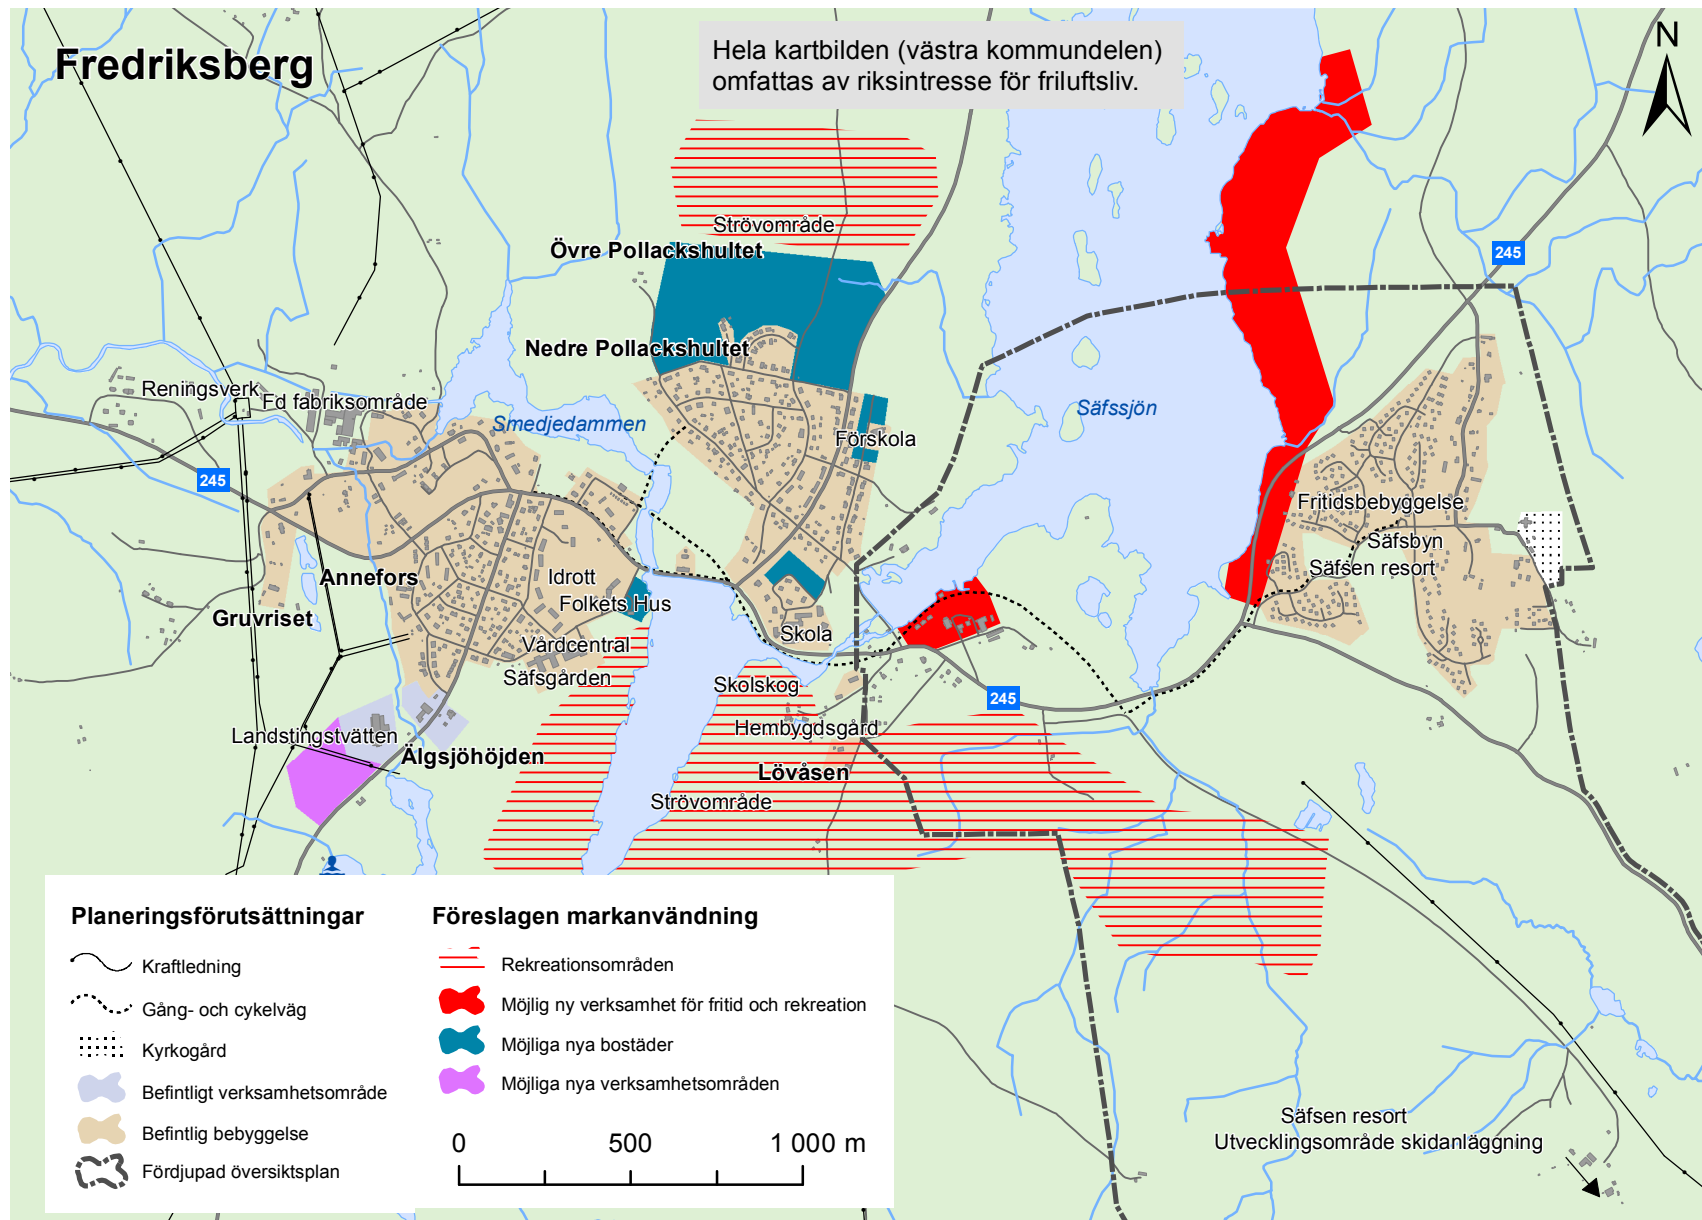 Fredriksberg
Hela kartbilden (västra kommundelen)
omfattas av riksintresse för friluftsliv.
N
Strövområde
Övre Pollackshultet
245
Nedre Pollackshultet
Reningsverk
Fd fabriksområde
Smedjedammen
Säfssjön
Förskola
245
Fritidsbebyggelse
Säfsbyn
Säfsen resort
Annefors
Idrott
Folkets Hus
Gruvriset
Skola
Vårdcentral
Säfsgården
Skolskog
245
Hembygdsgård
Landstingstvätten
Älgsjöhöjden
Lövåsen
Strövområde
Planeringsförutsättningar
Kraftledning
Gång- och cykelväg
Kyrkogård
Befintligt verksamhetsområde
Befintlig bebyggelse
Fördjupad översiktsplan
Föreslagen markanvändning
Rekreationsområden
Möjlig ny verksamhet för fritid och rekreation
Möjliga nya bostäder
Möjliga nya verksamhetsområden
0 500 1 000 m
Säfsen resort
Utvecklingsområde skidanläggning